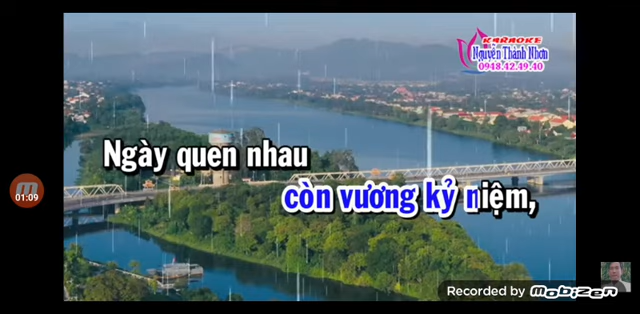 KARAOKE
Nguyễn Thành Nhơn
0948.42.49.40
Ngày quen nhau
còn vương kỷ niệm,
01:09
Recorded by Mobizen